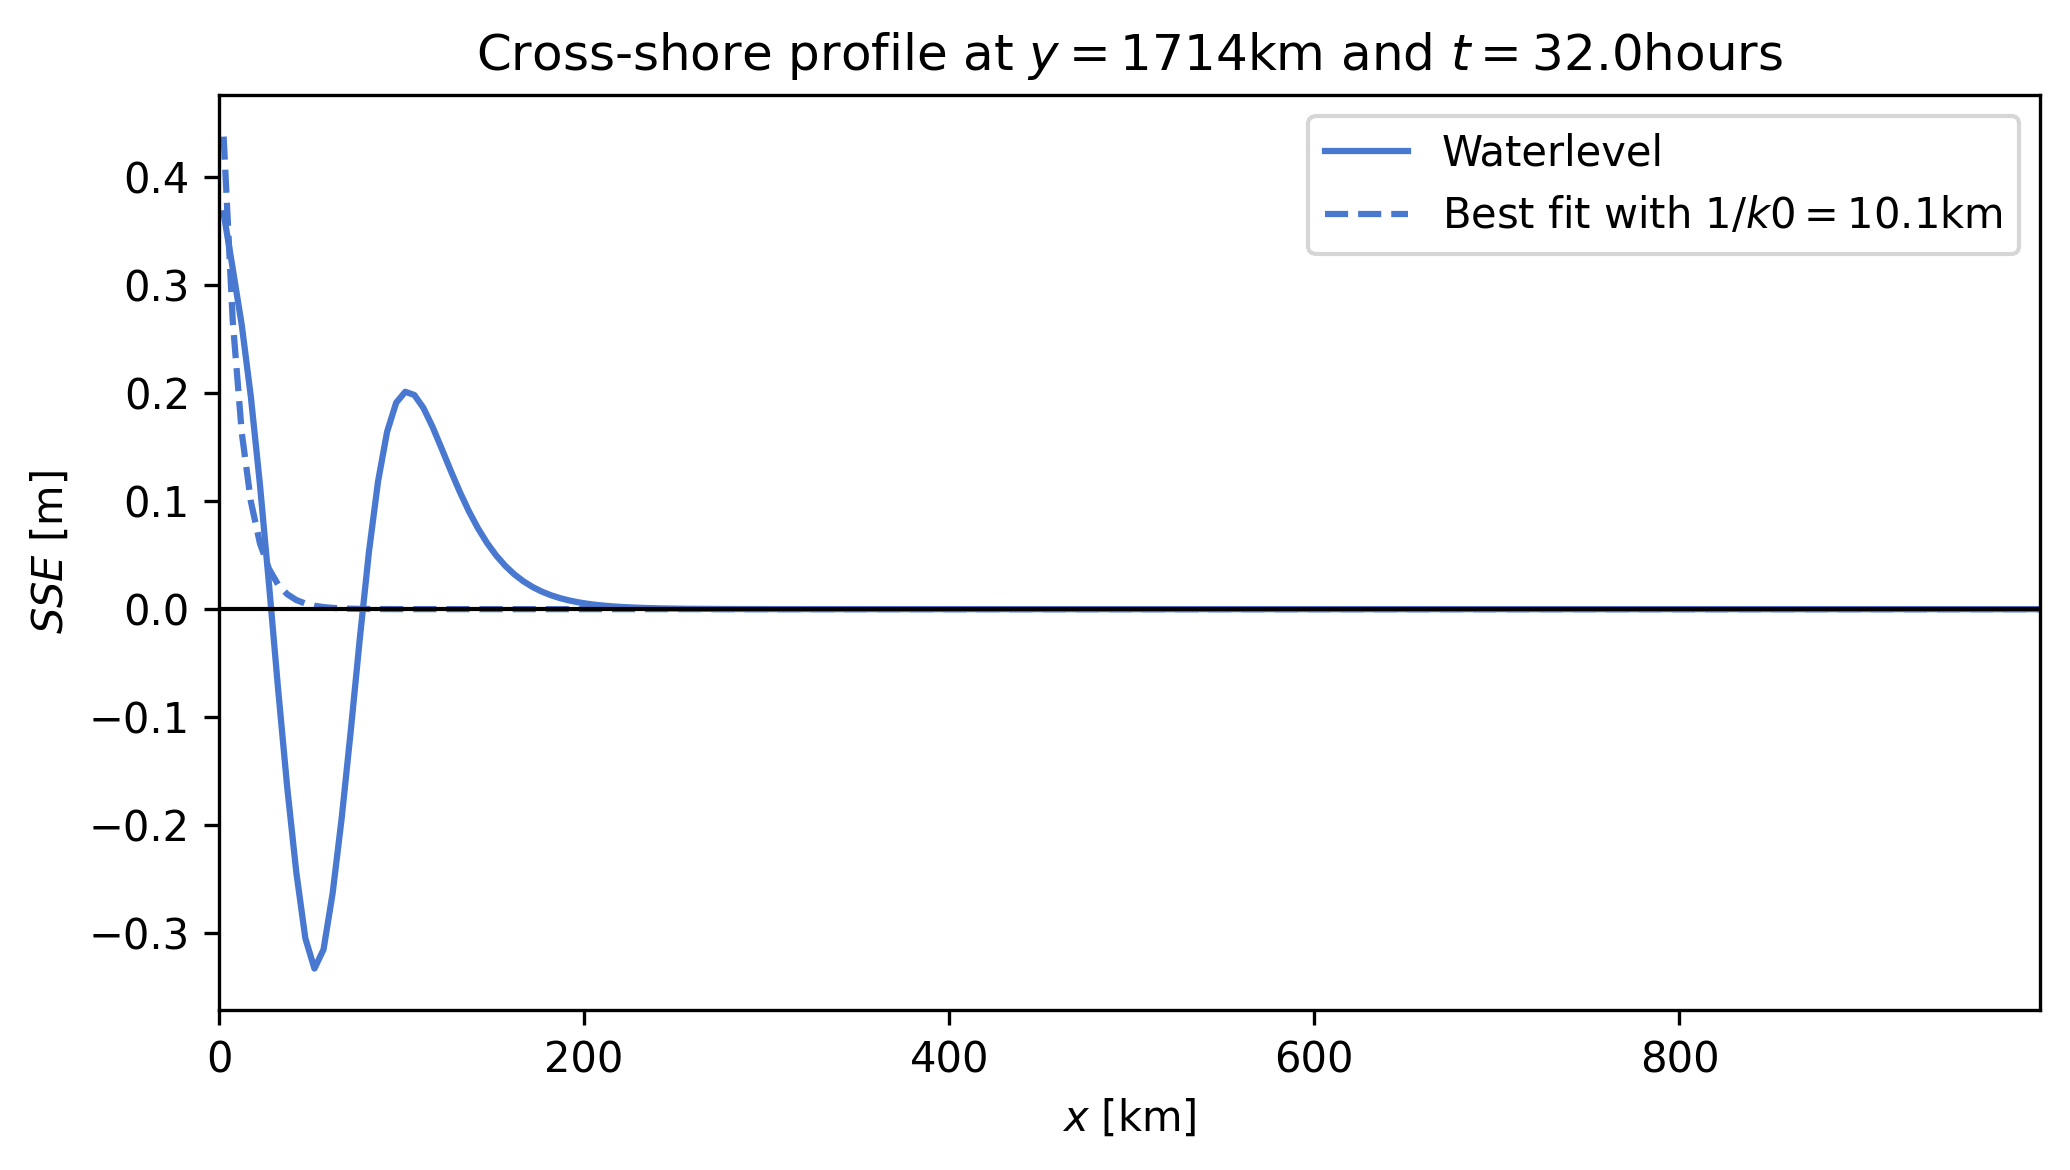 Cross-shore profile at y = 1714km and t = 32.0hours
Waterlevel
Best fit with 1/k0 = 10.1km
SSE [m]
0.4
0.3
0.2
0.1
0.0
−0.1
−0.2
−0.3
0 200 400 600 800
x [km]